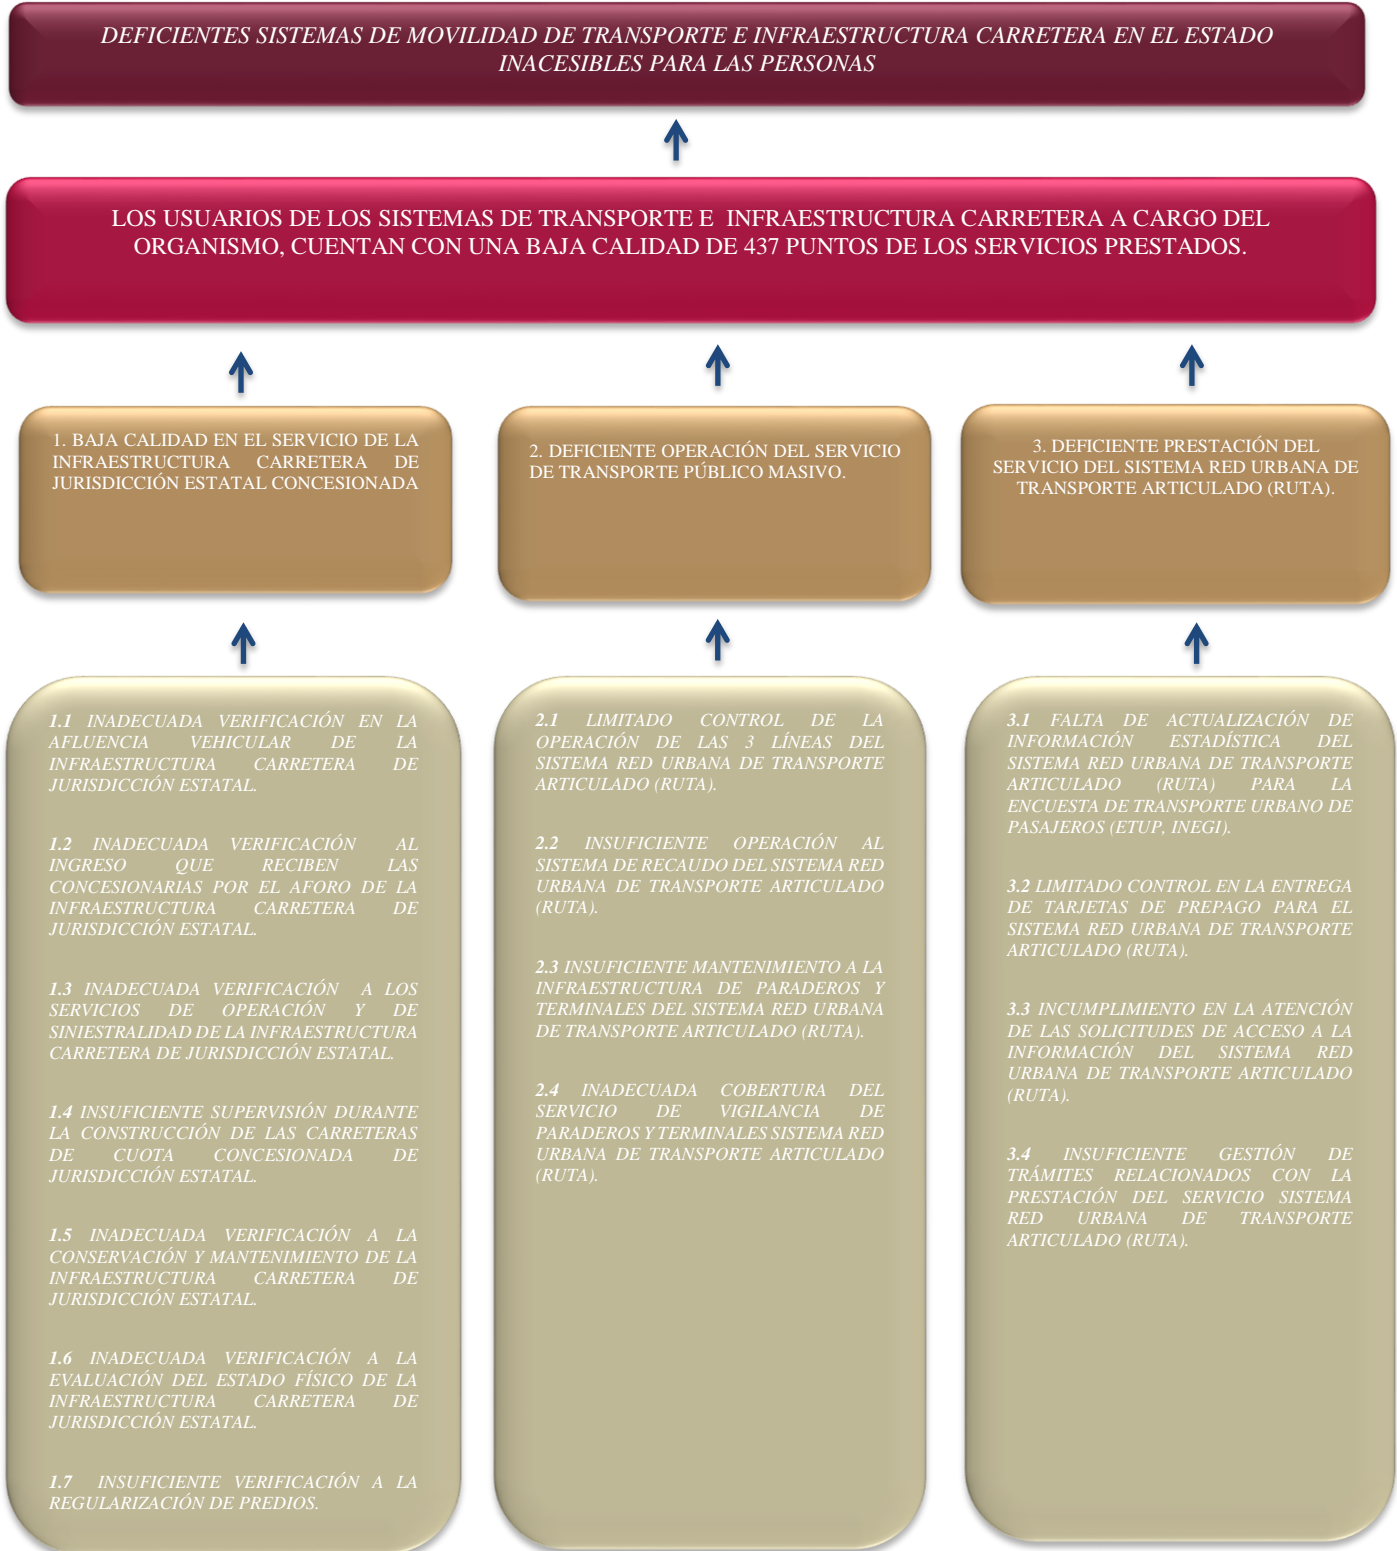 DEFICIENTES SISTEMAS DE MOVILIDAD DE TRANSPORTE E INFRAESTRUCTURA CARRETERA EN EL ESTADO
INACESIBLES PARA LAS PERSONAS
LOS USUARIOS DE LOS SISTEMAS DE TRANSPORTE E INFRAESTRUCTURA CARRETERA A CARGO DEL
ORGANISMO, CUENTAN CON UNA BAJA CALIDAD DE 437 PUNTOS DE LOS SERVICIOS PRESTADOS.
1. BAJA CALIDAD EN EL SERVICIO DE LA
INFRAESTRUCTURA CARRETERA DE
JURISDICCIÓN ESTATAL CONCESIONADA
2. DEFICIENTE OPERACIÓN DEL SERVICIO
DE TRANSPORTE PÚBLICO MASIVO.
3. DEFICIENTE PRESTACIÓN DEL
SERVICIO DEL SISTEMA RED URBANA DE
TRANSPORTE ARTICULADO (RUTA).
1.1 INADECUADA VERIFICACIÓN EN LA
AFLUENCIA VEHICULAR DE LA
INFRAESTRUCTURA CARRETERA DE
JURISDICCIÓN ESTATAL.
1.2 INADECUADA VERIFICACIÓN AL
INGRESO QUE RECIBEN LAS
CONCESIONARIAS POR EL AFORO DE LA
INFRAESTRUCTURA CARRETERA DE
JURISDICCIÓN ESTATAL.
1.3 INADECUADA VERIFICACIÓN A LOS
SERVICIOS DE OPERACIÓN Y DE
SINIESTRALIDAD DE LA INFRAESTRUCTURA
CARRETERA DE JURISDICCIÓN ESTATAL.
1.4 INSUFICIENTE SUPERVISIÓN DURANTE
LA CONSTRUCCIÓN DE LAS CARRETERAS
DE CUOTA CONCESIONADA DE
JURISDICCIÓN ESTATAL.
1.5 INADECUADA VERIFICACIÓN A LA
CONSERVACIÓN Y MANTENIMIENTO DE LA
INFRAESTRUCTURA CARRETERA DE
JURISDICCIÓN ESTATAL.
1.6 INADECUADA VERIFICACIÓN A LA
EVALUACIÓN DEL ESTADO FÍSICO DE LA
INFRAESTRUCTURA CARRETERA DE
JURISDICCIÓN ESTATAL.
1.7 INSUFICIENTE VERIFICACIÓN A LA
REGULARIZACIÓN DE PREDIOS.
2.1 LIMITADO CONTROL DE LA
OPERACIÓN DE LAS 3 LÍNEAS DEL
SISTEMA RED URBANA DE TRANSPORTE
ARTICULADO (RUTA).
2.2 INSUFICIENTE OPERACIÓN AL
SISTEMA DE RECAUDO DEL SISTEMA RED
URBANA DE TRANSPORTE ARTICULADO
(RUTA).
2.3 INSUFICIENTE MANTENIMIENTO A LA
INFRAESTRUCTURA DE PARADEROS Y
TERMINALES DEL SISTEMA RED URBANA
DE TRANSPORTE ARTICULADO (RUTA).
2.4 INADECUADA COBERTURA DEL
SERVICIO DE VIGILANCIA DE
PARADEROS Y TERMINALES SISTEMA RED
URBANA DE TRANSPORTE ARTICULADO
(RUTA).
3.1 FALTA DE ACTUALIZACIÓN DE
INFORMACIÓN ESTADÍSTICA DEL
SISTEMA RED URBANA DE TRANSPORTE
ARTICULADO (RUTA) PARA LA
ENCUESTA DE TRANSPORTE URBANO DE
PASAJEROS (ETUP, INEGI).
3.2 LIMITADO CONTROL EN LA ENTREGA
DE TARJETAS DE PREPAGO PARA EL
SISTEMA RED URBANA DE TRANSPORTE
ARTICULADO (RUTA).
3.3 INCUMPLIMIENTO EN LA ATENCIÓN
DE LAS SOLICITUDES DE ACCESO A LA
INFORMACIÓN DEL SISTEMA RED
URBANA DE TRANSPORTE ARTICULADO
(RUTA).
3.4 INSUFICIENTE GESTIÓN DE
TRÁMITES RELACIONADOS CON LA
PRESTACIÓN DEL SERVICIO SISTEMA
RED URBANA DE TRANSPORTE
ARTICULADO (RUTA).